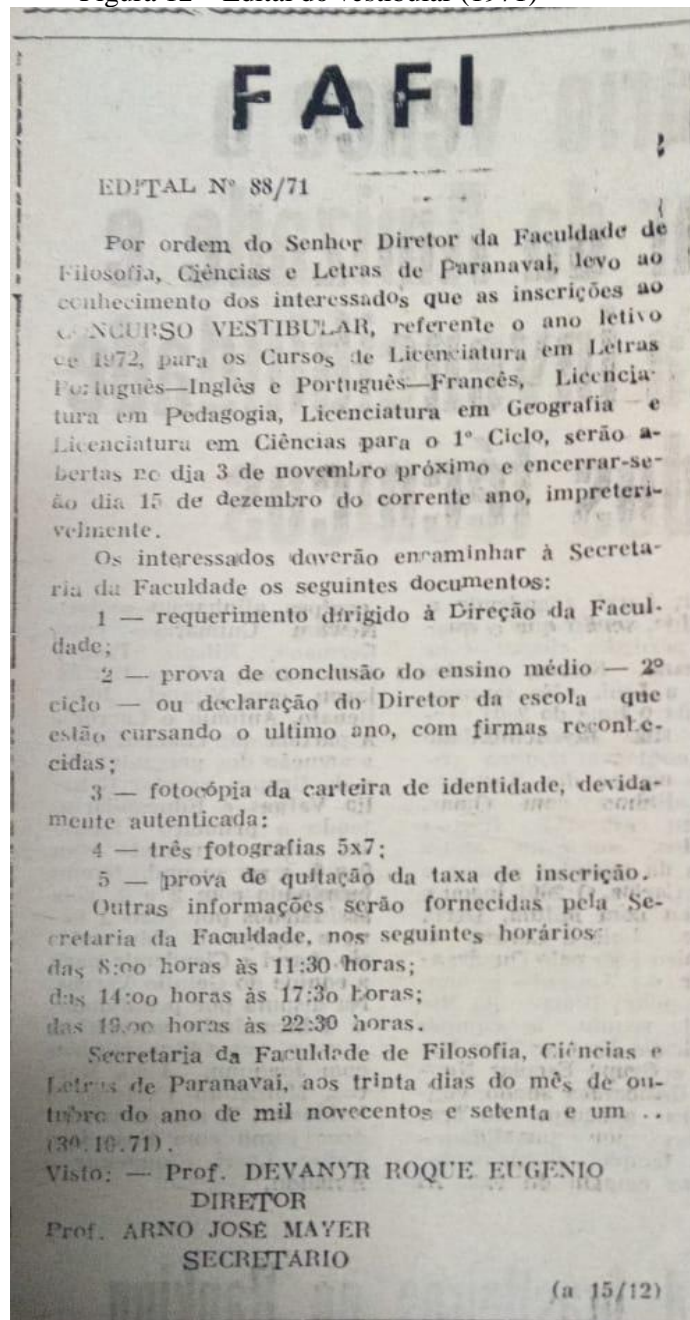 Figura 12 – Edital do vestibular (1971)
FAFI
EDITAL Nº 88/71
Por ordem do Senhor Diretor da Faculdade de
Filosofia, Ciências e Letras de Paranavaí, levo ao
conhecimento dos interessados que as inscrições ao
CONCURSO VESTIBULAR, referente o ano letivo
de 1972, para os Cursos de Licenciatura em Letras
Português—Inglês e Português—Francês, Licencia-
tura em Pedagogia, Licenciatura em Geografia e
Licenciatura em Ciências para o 1º Ciclo, serão a-
bertas no dia 3 de novembro próximo e encerrar-se-
ão dia 15 de dezembro do corrente ano, impreteri-
velmente.
Os interessados deverão encaminhar à Secreta-
ria da Faculdade os seguintes documentos:
1 — requerimento dirigido à Direção da Facul-
dade;
2 — prova de conclusão do ensino médio — 2º
ciclo — ou declaração do Diretor da escola que
estão cursando o ultimo ano, com firmas reconhe-
cidas;
3 — fotocópia da carteira de identidade, devida-
mente autenticada:
4 — três fotografias 5x7;
5 — prova de quitação da taxa de inscrição.
Outras informações serão fornecidas pela Se-
cretaria da Faculdade, nos seguintes horários
das 8:00 horas às 11:30 horas;
das 14:00 horas às 17:30 horas;
das 19.00 horas às 22:30 horas.
Secretaria da Faculdade de Filosofia, Ciências e
Letras de Paranavaí, aos trinta dias do mês de ou-
tubro do ano de mil novecentos e setenta e um ..
(30.10.71).
Visto: — Prof. DEVANYR ROQUE EUGENIO
DIRETOR
Prof. ARNO JOSÉ MAYER
SECRETARIO
(a 15/12)